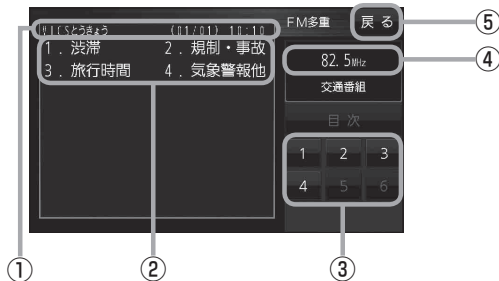 VICSとうきょう (01/01) 10:10 FM多重 戻る ⑤
1．渋滞 2．規制・事故
3．旅行時間 4．気象警報他
82.5MHz ④
交通番組
目次
1 2 3
4 5 6
① ② ③